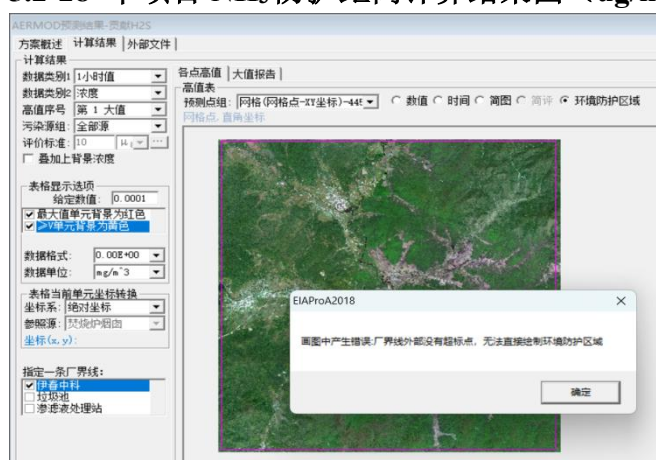 AERMOD预测结果-贡献H2S
方案概述 计算结果 外部文件
计算结果
数据类别1 1小时值
数据类别2 浓度
高值序号 第 1 大值
污染源组: 全部源
评价标准: 10
叠加上背景浓度
表格显示选项
给定数值: 0.0001
最大值单元背景为红色
≥V单元背景为黄色
数据格式: 0.00E+00
数据单位: mg/m^3
表格当前单元坐标转换
坐标系: 绝对坐标
参照源: 焚烧炉烟囱
坐标(x,y):
指定一条厂界线:
伊春中科
垃圾池
渗滤液处理站
各点高值 大值报告
高值表
预测点组: 网格(网格点-XY坐标)-445 数值 时间 简图 简评 环境防护区域
网格点,直角坐标
EIAProA2018
画图中产生错误:厂界线外部没有超标点，无法直接绘制环境防护区域
确定